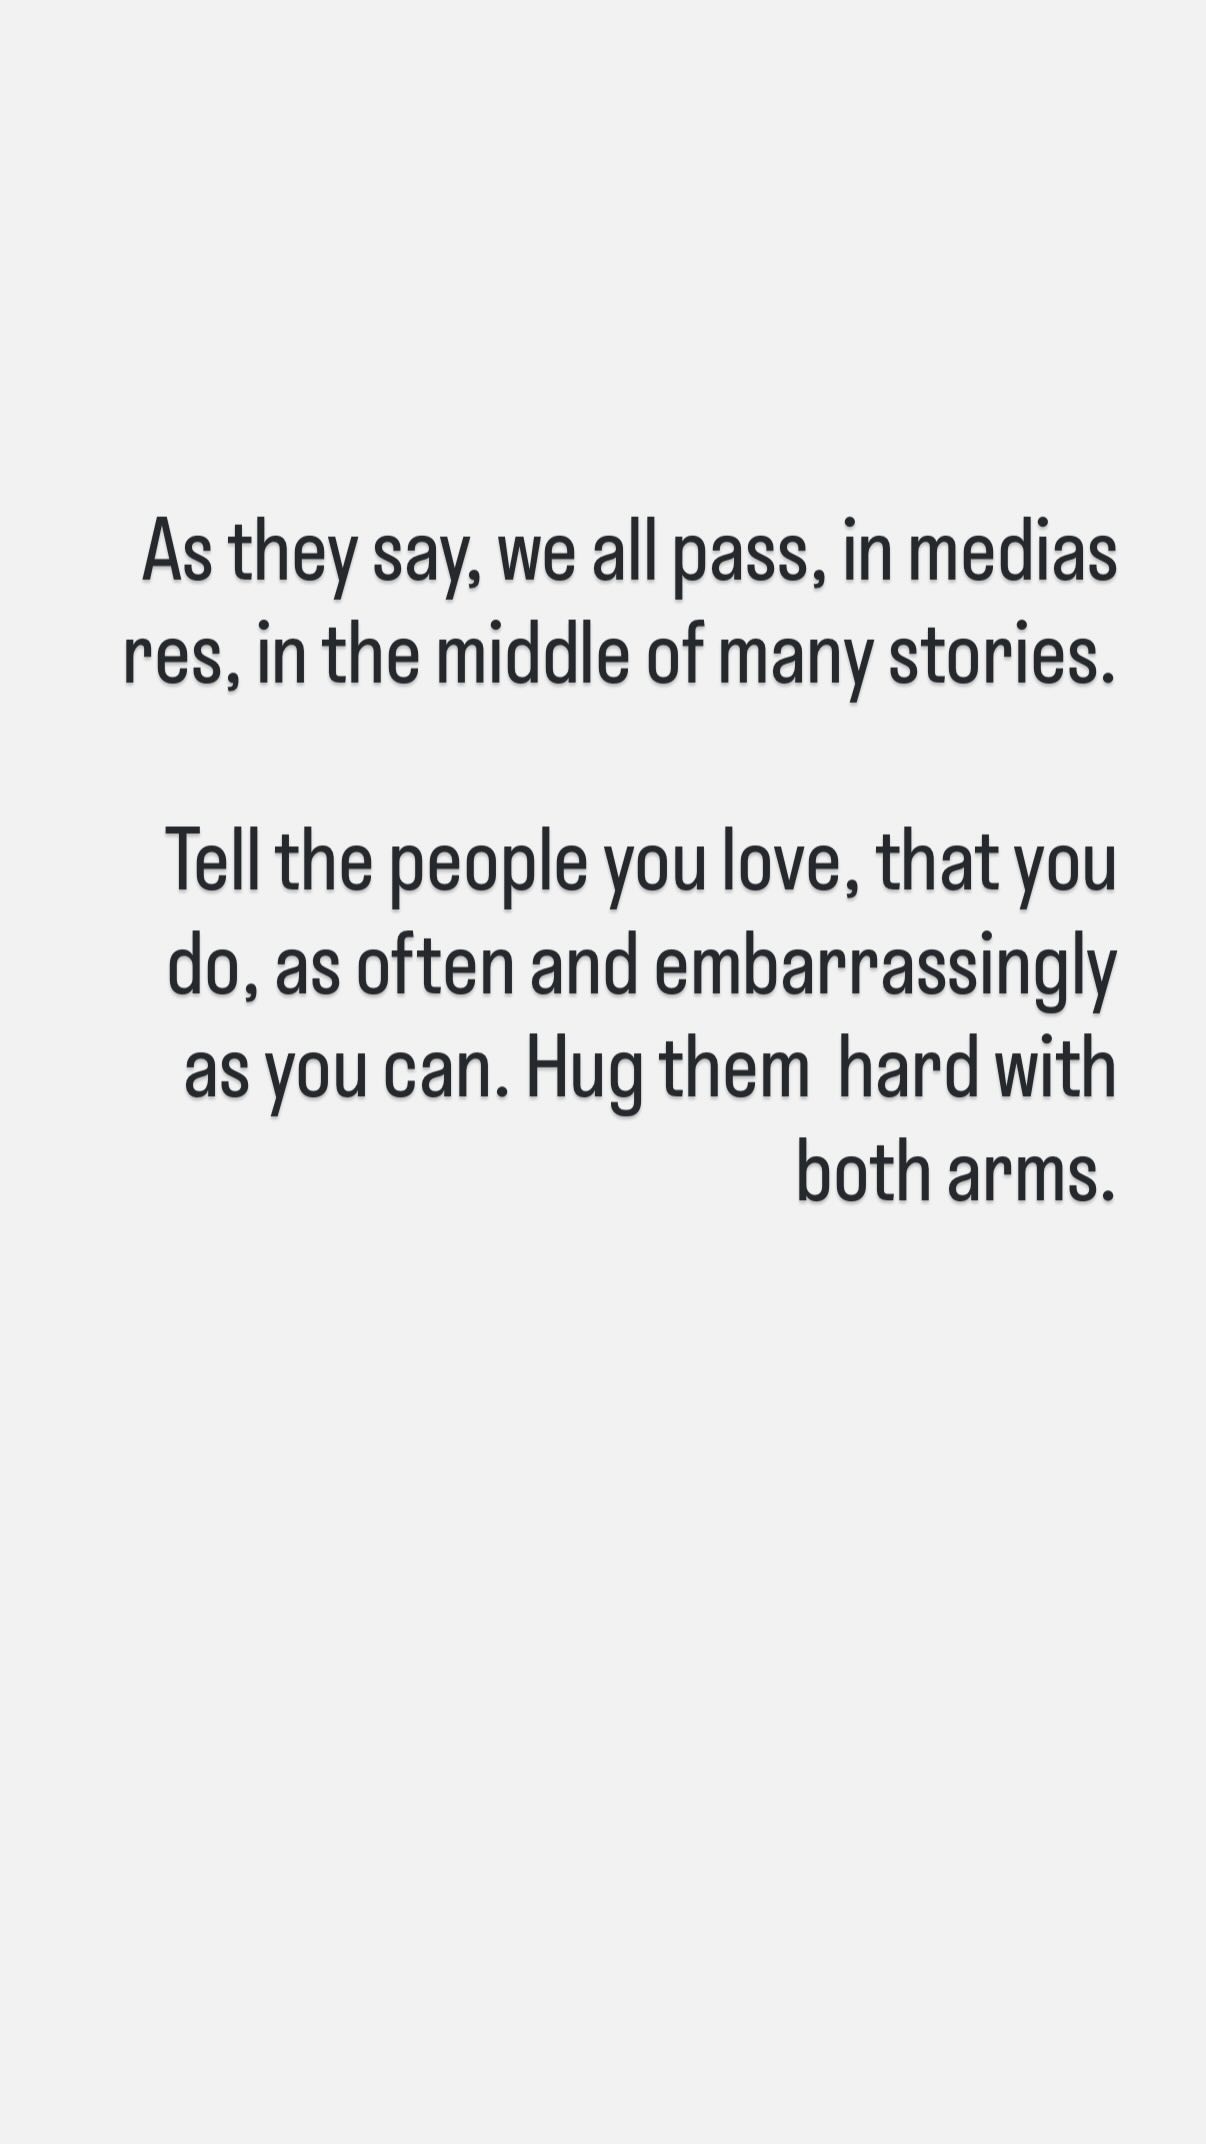 As they say, we all pass, in medias
res, in the middle of many stories.
Tell the people you love, that you
do, as often and embarrassingly
as you can. Hug them  hard with
both arms.